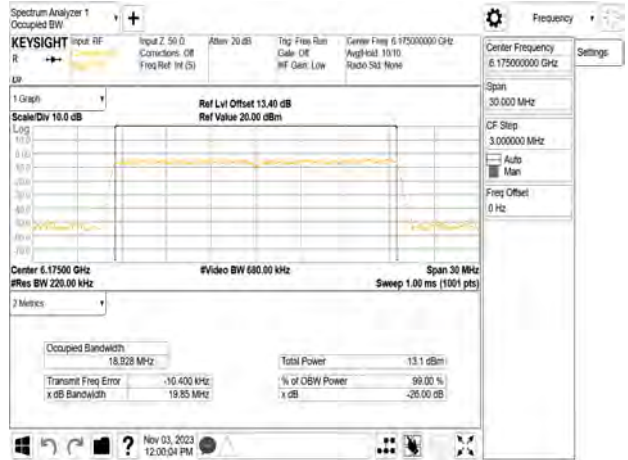 Spectrum Analyzer 1
Occupied BW
+
Frequency
KEYSIGHT
R
Input: RF
Input Z: 50 Ω
Corrections: Off
Freq Ref: Int (S)
Atten: 20 dB
Trig: Free Run
Gate: Off
#IF Gain: Low
Center Freq: 6.175000000 GHz
Avg|Hold: 10/10
Radio Std: None
Center Frequency
6.175000000 GHz
Settings
Span
30.000 MHz
CF Step
3.000000 MHz
Auto
Man
Freq Offset
0 Hz
1 Graph
Scale/Div 10.0 dB
Ref Lvl Offset 13.40 dB
Ref Value 20.00 dBm
Log
Center 6.17500 GHz
#Res BW 220.00 kHz
#Video BW 680.00 kHz
Span 30 MHz
Sweep 1.00 ms (1001 pts)
2 Metrics
Occupied Bandwidth
18.928 MHz
Total Power 13.1 dBm
Transmit Freq Error -10.400 kHz
% of OBW Power 99.00 %
x dB Bandwidth 19.85 MHz
x dB -26.00 dB
?
Nov 03, 2023
12:00:04 PM